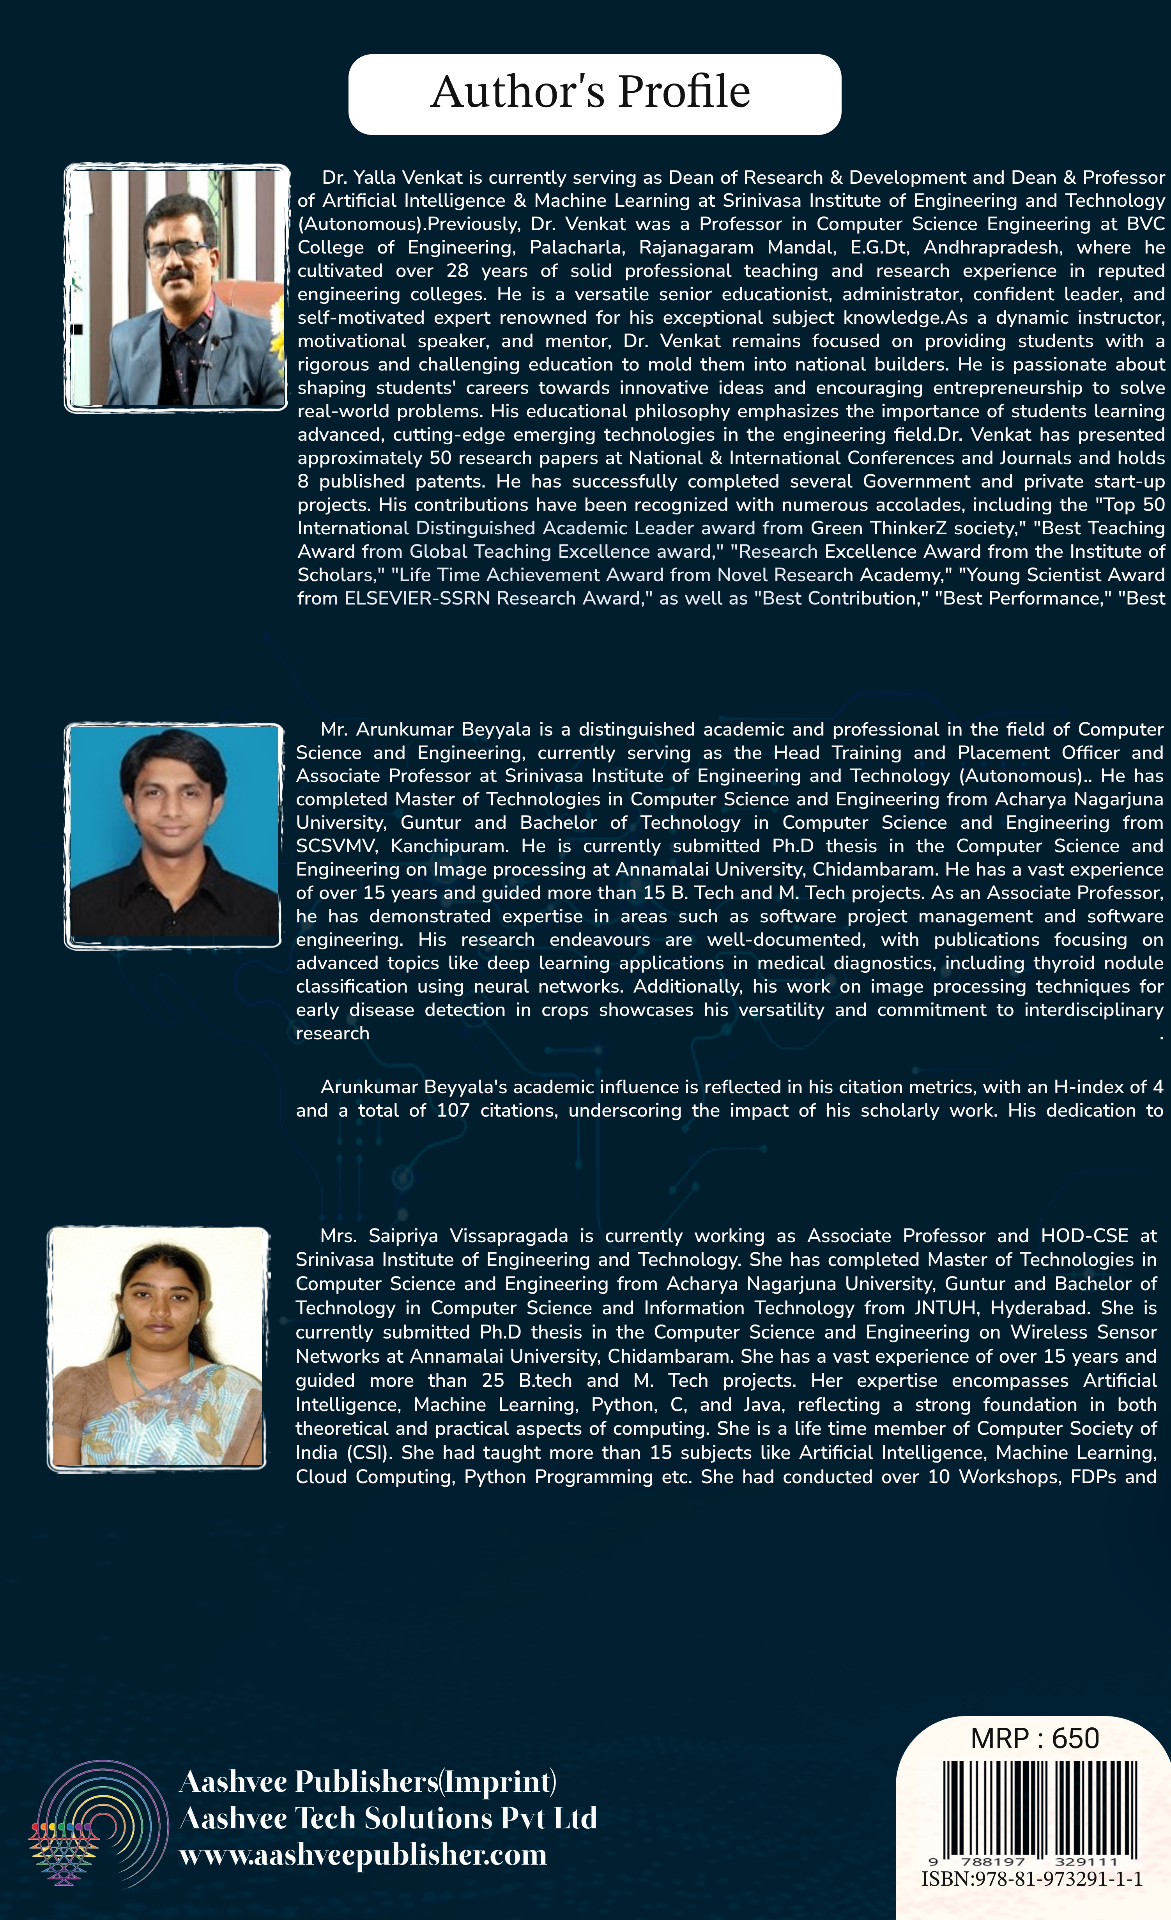 Author's Profile
Dr. Yalla Venkat is currently serving as Dean of Research & Development and Dean & Professor
of Artificial Intelligence & Machine Learning at Srinivasa Institute of Engineering and Technology
(Autonomous).Previously, Dr. Venkat was a Professor in Computer Science Engineering at BVC
College of Engineering, Palacharla, Rajanagaram Mandal, E.G.Dt, Andhrapradesh, where he
cultivated over 28 years of solid professional teaching and research experience in reputed
engineering colleges. He is a versatile senior educationist, administrator, confident leader, and
self-motivated expert renowned for his exceptional subject knowledge.As a dynamic instructor,
motivational speaker, and mentor, Dr. Venkat remains focused on providing students with a
rigorous and challenging education to mold them into national builders. He is passionate about
shaping students' careers towards innovative ideas and encouraging entrepreneurship to solve
real-world problems. His educational philosophy emphasizes the importance of students learning
advanced, cutting-edge emerging technologies in the engineering field.Dr. Venkat has presented
approximately 50 research papers at National & International Conferences and Journals and holds
8 published patents. He has successfully completed several Government and private start-up
projects. His contributions have been recognized with numerous accolades, including the "Top 50
International Distinguished Academic Leader award from Green ThinkerZ society," "Best Teaching
Award from Global Teaching Excellence award," "Research Excellence Award from the Institute of
Scholars," "Life Time Achievement Award from Novel Research Academy," "Young Scientist Award
from ELSEVIER-SSRN Research Award," as well as "Best Contribution," "Best Performance," "Best
Mr. Arunkumar Beyyala is a distinguished academic and professional in the field of Computer
Science and Engineering, currently serving as the Head Training and Placement Officer and
Associate Professor at Srinivasa Institute of Engineering and Technology (Autonomous).. He has
completed Master of Technologies in Computer Science and Engineering from Acharya Nagarjuna
University, Guntur and Bachelor of Technology in Computer Science and Engineering from
SCSVMV, Kanchipuram. He is currently submitted Ph.D thesis in the Computer Science and
Engineering on Image processing at Annamalai University, Chidambaram. He has a vast experience
of over 15 years and guided more than 15 B. Tech and M. Tech projects. As an Associate Professor,
he has demonstrated expertise in areas such as software project management and software
engineering. His research endeavours are well-documented, with publications focusing on
advanced topics like deep learning applications in medical diagnostics, including thyroid nodule
classification using neural networks. Additionally, his work on image processing techniques for
early disease detection in crops showcases his versatility and commitment to interdisciplinary
research .
Arunkumar Beyyala's academic influence is reflected in his citation metrics, with an H-index of 4
and a total of 107 citations, underscoring the impact of his scholarly work. His dedication to
Mrs. Saipriya Vissapragada is currently working as Associate Professor and HOD-CSE at
Srinivasa Institute of Engineering and Technology. She has completed Master of Technologies in
Computer Science and Engineering from Acharya Nagarjuna University, Guntur and Bachelor of
Technology in Computer Science and Information Technology from JNTUH, Hyderabad. She is
currently submitted Ph.D thesis in the Computer Science and Engineering on Wireless Sensor
Networks at Annamalai University, Chidambaram. She has a vast experience of over 15 years and
guided more than 25 B.tech and M. Tech projects. Her expertise encompasses Artificial
Intelligence, Machine Learning, Python, C, and Java, reflecting a strong foundation in both
theoretical and practical aspects of computing. She is a life time member of Computer Society of
India (CSI). She had taught more than 15 subjects like Artificial Intelligence, Machine Learning,
Cloud Computing, Python Programming etc. She had conducted over 10 Workshops, FDPs and
Aashvee Publishers(Imprint)
Aashvee Tech Solutions Pvt Ltd
www.aashveepublisher.com
MRP : 650
9 788197 329111
ISBN:978-81-973291-1-1